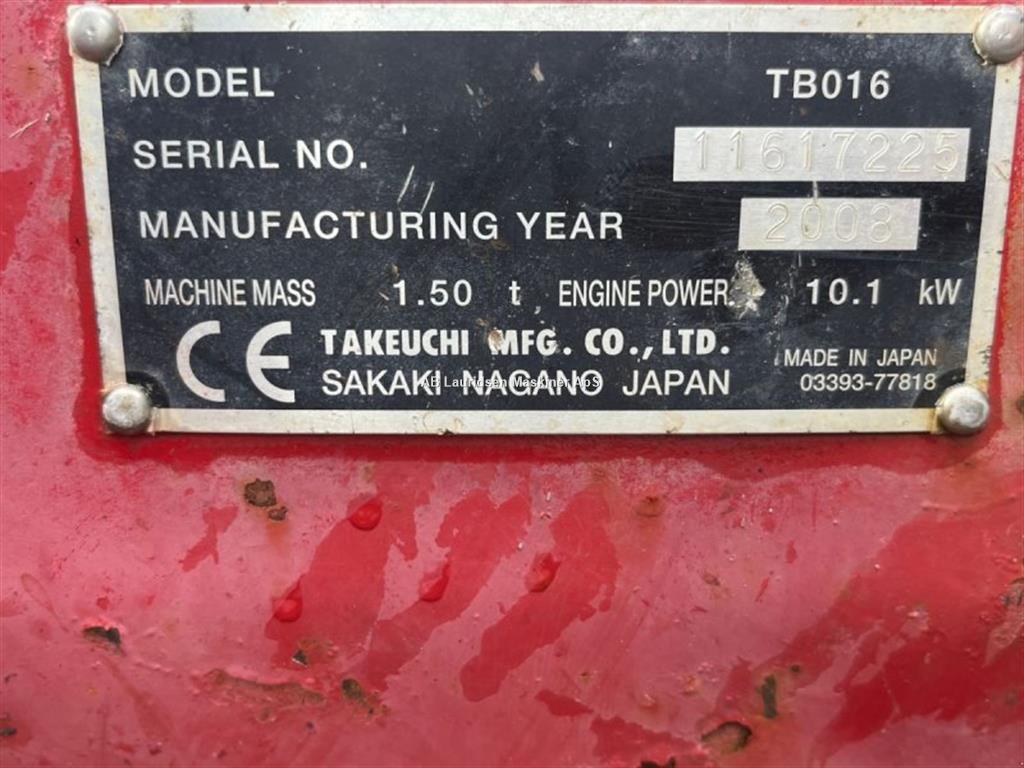 MODEL TB016
SERIAL NO. 11617225
MANUFACTURING YEAR 2008
MACHINE MASS 1.50 t ENGINE POWER. 10.1 kW
CE TAKEUCHI MFG. CO., LTD. MADE IN JAPAN
SAKAKI NAGANO JAPAN 03393-77818
AB Lauridsen Maskiner ApS